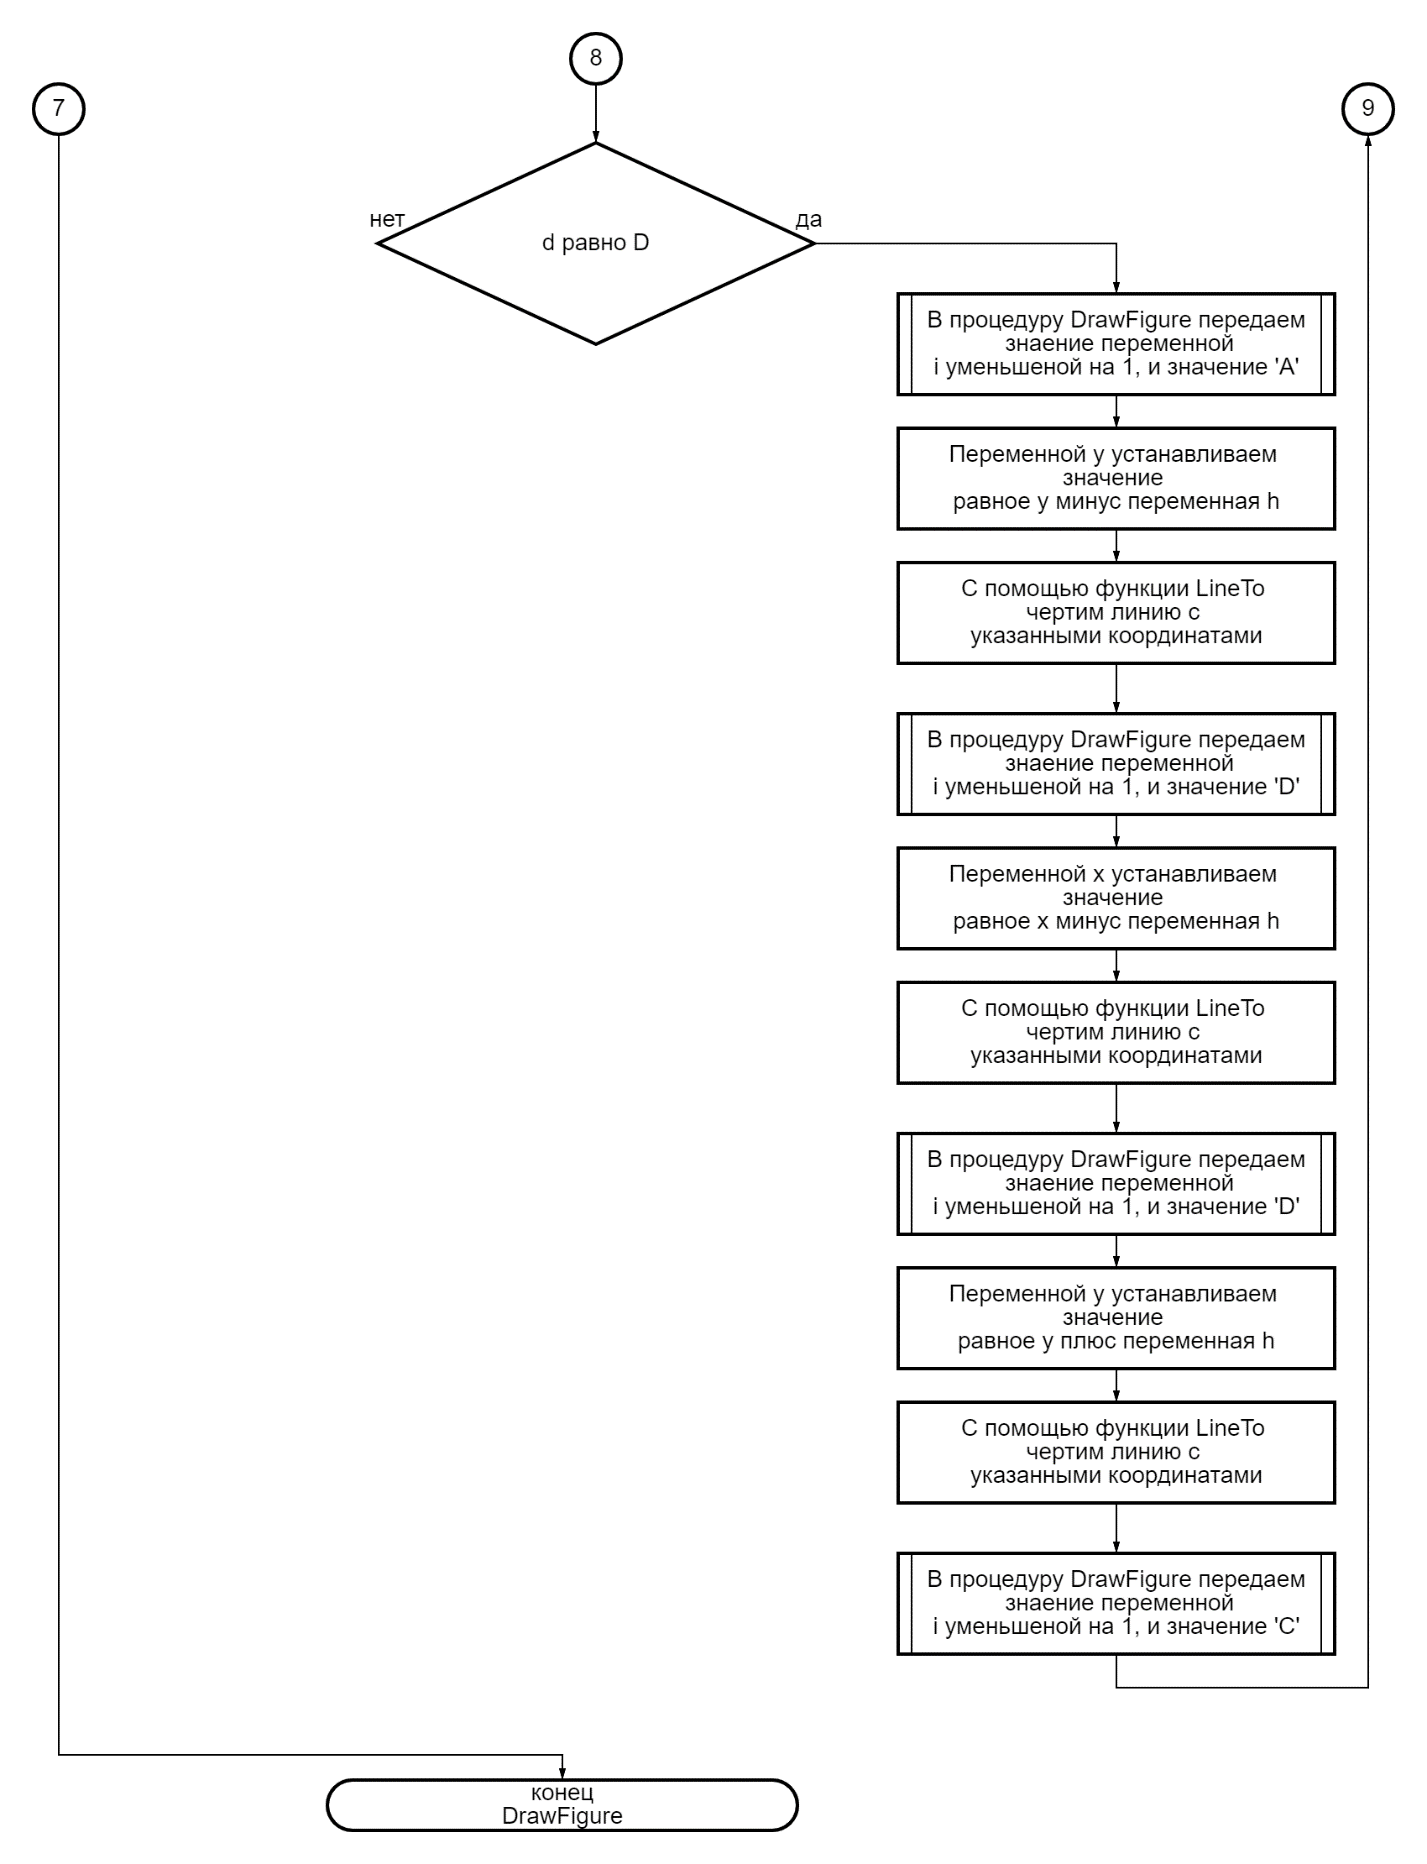 8
7
9
нет
да
d равно D
В процедуру DrawFigure передаем
знаение переменной
i уменьшеной на 1, и значение 'A'
Переменной y устанавливаем
значение
равное y минус переменная h
С помощью функции LineTo
чертим линию с
указанными координатами
В процедуру DrawFigure передаем
знаение переменной
i уменьшеной на 1, и значение 'D'
Переменной x устанавливаем
значение
равное x минус переменная h
С помощью функции LineTo
чертим линию с
указанными координатами
В процедуру DrawFigure передаем
знаение переменной
i уменьшеной на 1, и значение 'D'
Переменной y устанавливаем
значение
равное y плюс переменная h
С помощью функции LineTo
чертим линию с
указанными координатами
В процедуру DrawFigure передаем
знаение переменной
i уменьшеной на 1, и значение 'C'
конец
DrawFigure